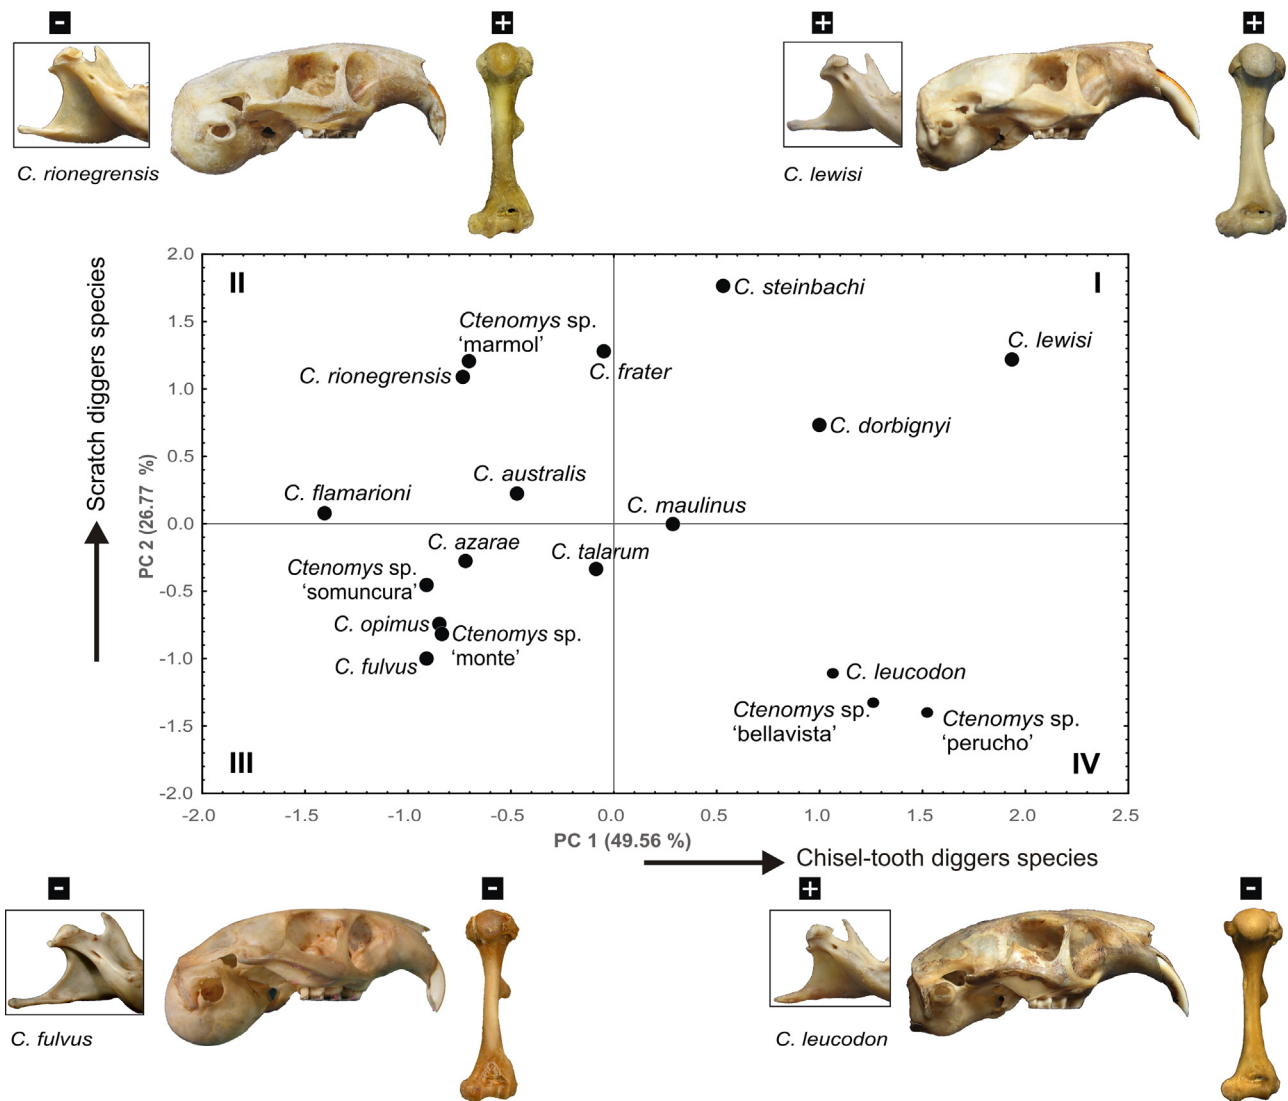 -
+
+
+
C. rionegrensis
C. lewisi
Scratch diggers species
PC 2 (26.77 %)
2.0
1.5
1.0
0.5
0.0
-0.5
-1.0
-1.5
-2.0
II
I
C. steinbachi
Ctenomys sp.
‘marmol’
C. lewisi
C. rionegrensis
C. frater
C. dorbignyi
C. australis
C. flamarioni
C. maulinus
C. azarae
C. talarum
Ctenomys sp.
‘somuncura’
C. opimus
Ctenomys sp.
‘monte’
C. fulvus
C. leucodon
Ctenomys sp.
‘bellavista’
Ctenomys sp.
‘perucho’
III
IV
-2.0
-1.5
-1.0
-0.5
0.0
0.5
1.0
1.5
2.0
2.5
PC 1 (49.56 %)
Chisel-tooth diggers species
-
-
+
-
C. fulvus
C. leucodon